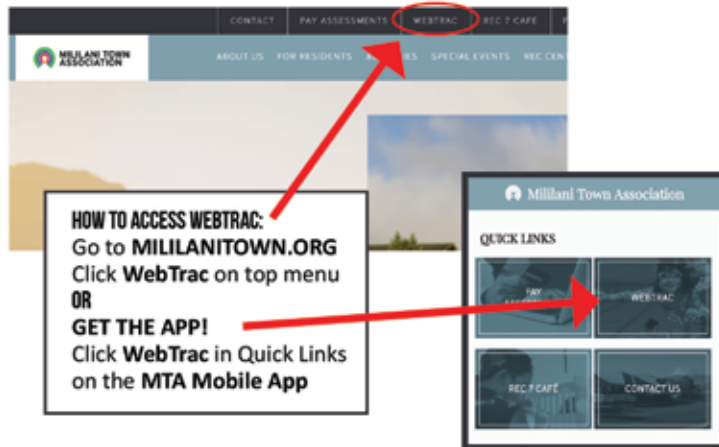 CONTACT PAY ASSESSMENTS WEBTRAC REC 7 CAFE
MILILANI TOWN
ASSOCIATION
ABOUT US FOR RESIDENTS SPECIAL EVENTS REC
HOW TO ACCESS WEBTRAC:
Go to MILILANITOWN.ORG
Click WebTrac on top menu
OR
GET THE APP!
Click WebTrac in Quick Links
on the MTA Mobile App
Mililani Town Association
QUICK LINKS
PAY
WEBTRAC
REC 7 CAFÉ
CONTACT US